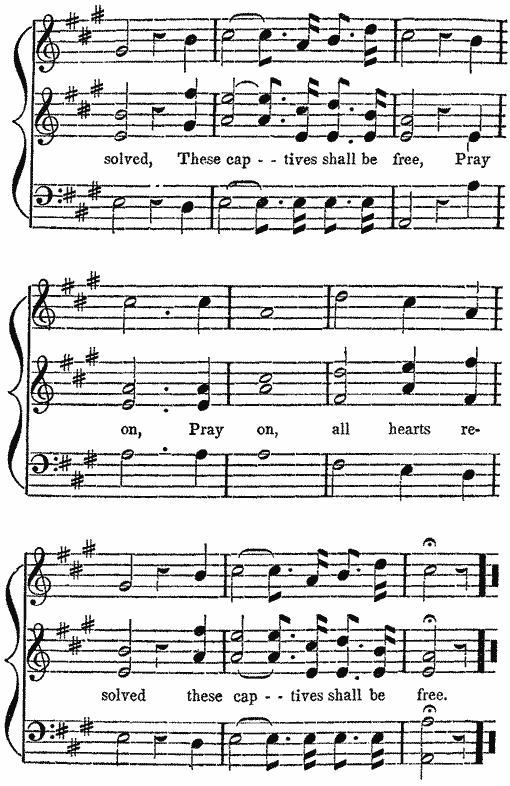 solved, These cap - - tives shall be free, Pray
on, Pray on, all hearts re-
solved these cap - - tives shall be free.